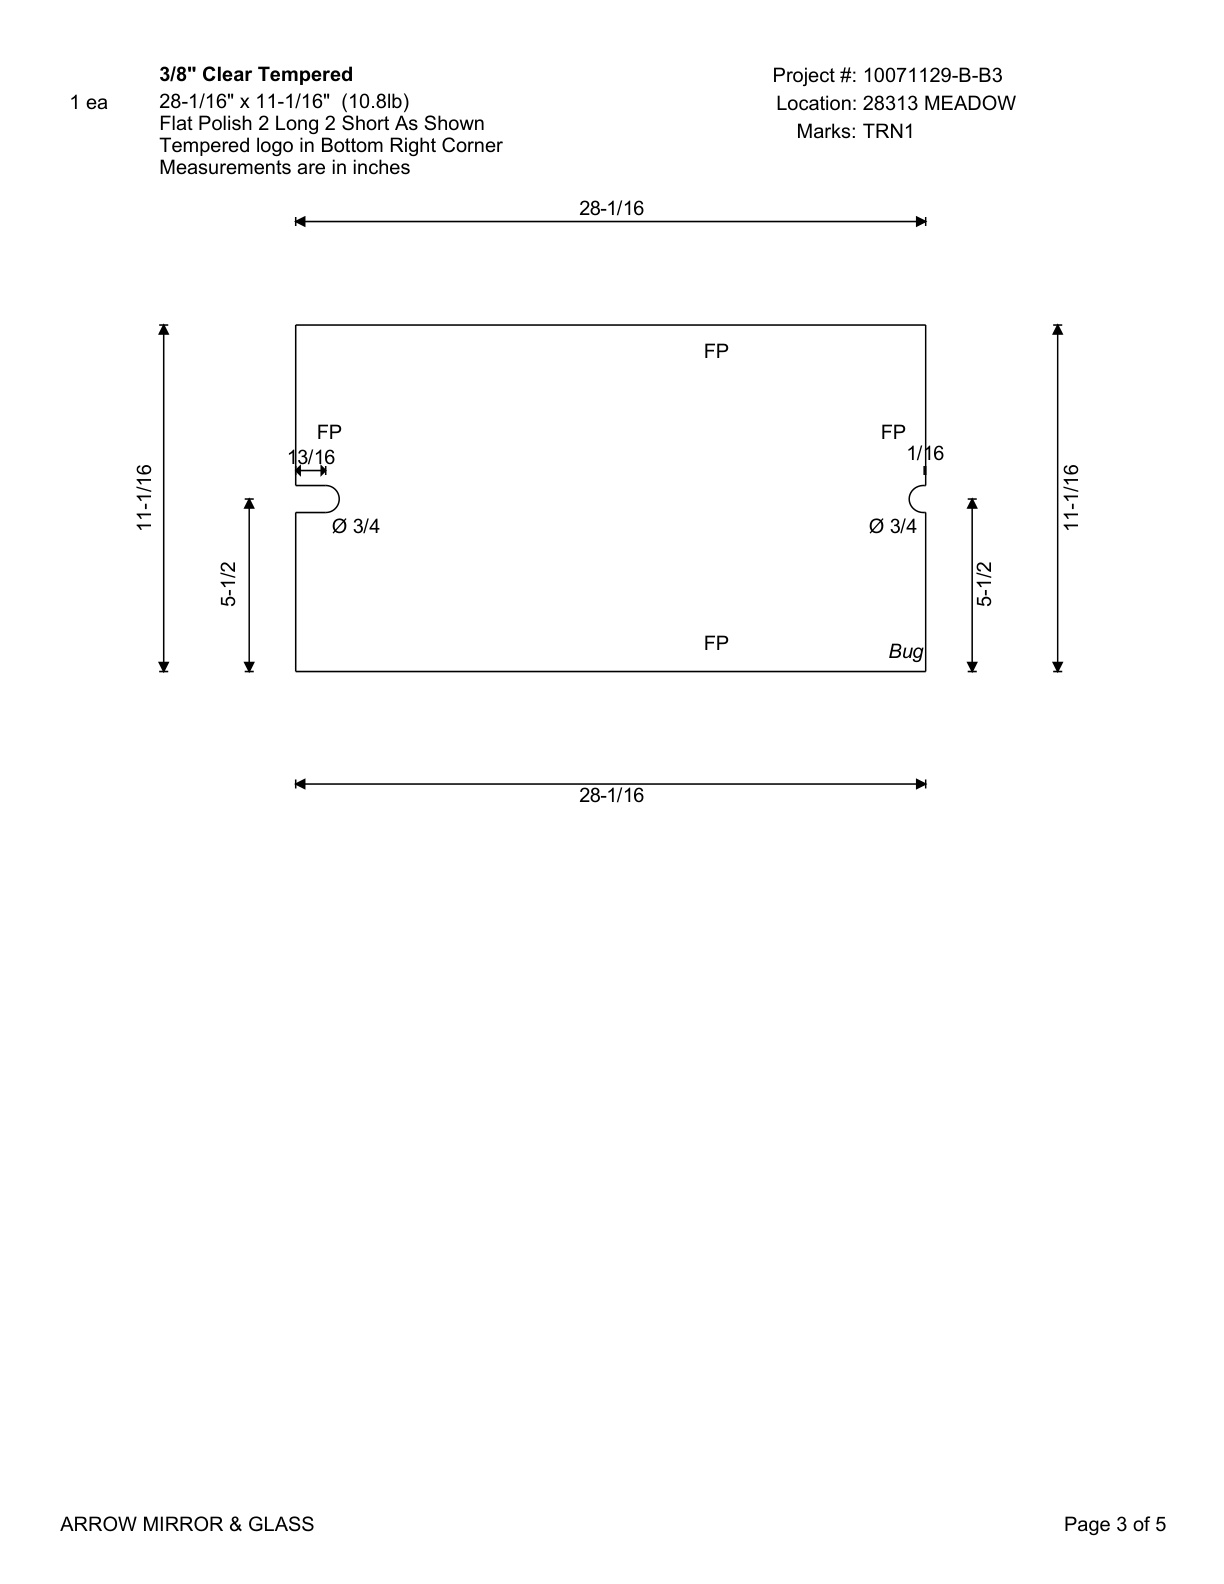 3/8" Clear Tempered
1 ea
28-1/16" x 11-1/16" (10.8lb)
Flat Polish 2 Long 2 Short As Shown
Tempered logo in Bottom Right Corner
Measurements are in inches
Project #: 10071129-B-B3
Location: 28313 MEADOW
Marks: TRN1
28-1/16
FP
FP
FP
13/16
1/16
11-1/16
11-1/16
Ø 3/4
Ø 3/4
5-1/2
5-1/2
FP
Bug
28-1/16
ARROW MIRROR & GLASS
Page 3 of 5